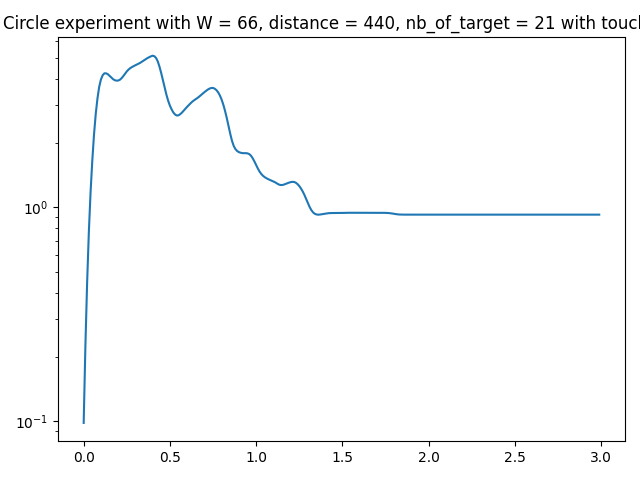 Circle experiment with W = 66, distance = 440, nb_of_target = 21 with touc
10⁰
10⁻¹
0.0 0.5 1.0 1.5 2.0 2.5 3.0